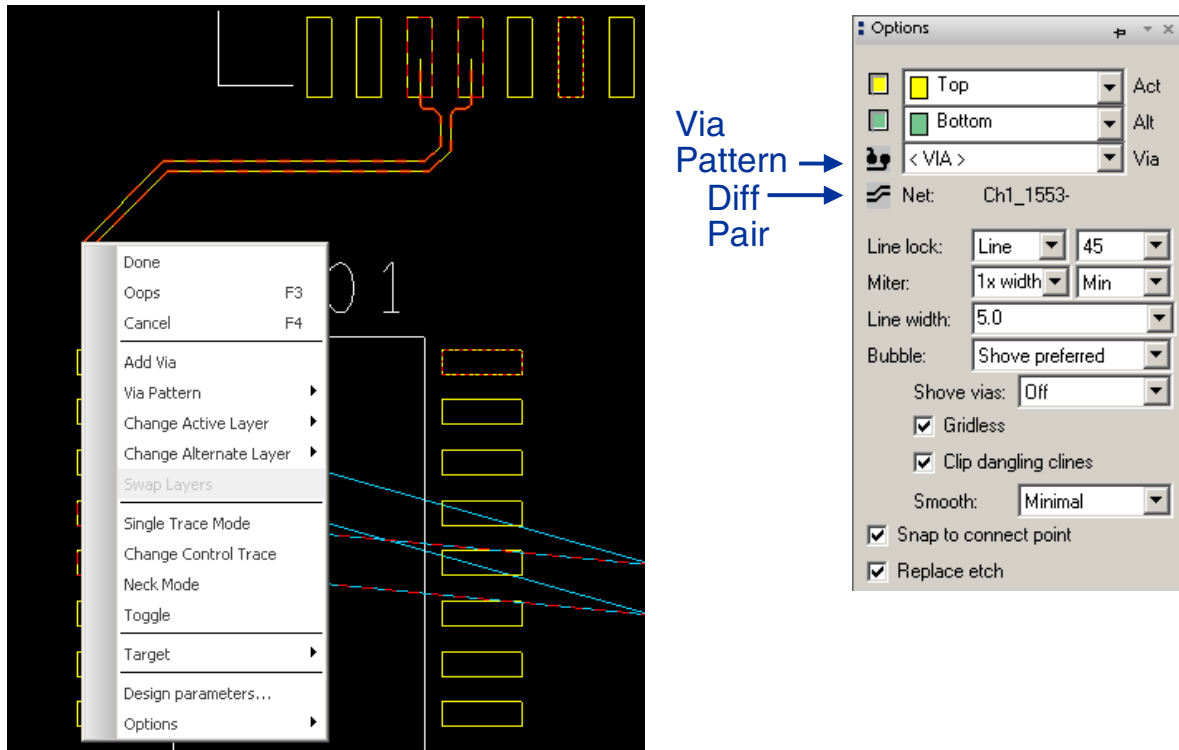 01
Done
Oops F3
Cancel F4
Add Via
Via Pattern
Change Active Layer
Change Alternate Layer
Swap Layers
Single Trace Mode
Change Control Trace
Neck Mode
Toggle
Target
Design parameters...
Options
Via
Pattern
Diff
Pair
Options
Top Act
Bottom Alt
< VIA > Via
Net: Ch1_1553-
Line lock: Line 45
Miter: 1x width Min
Line width: 5.0
Bubble: Shove preferred
Shove vias: Off
Gridless
Clip dangling clines
Smooth: Minimal
Snap to connect point
Replace etch